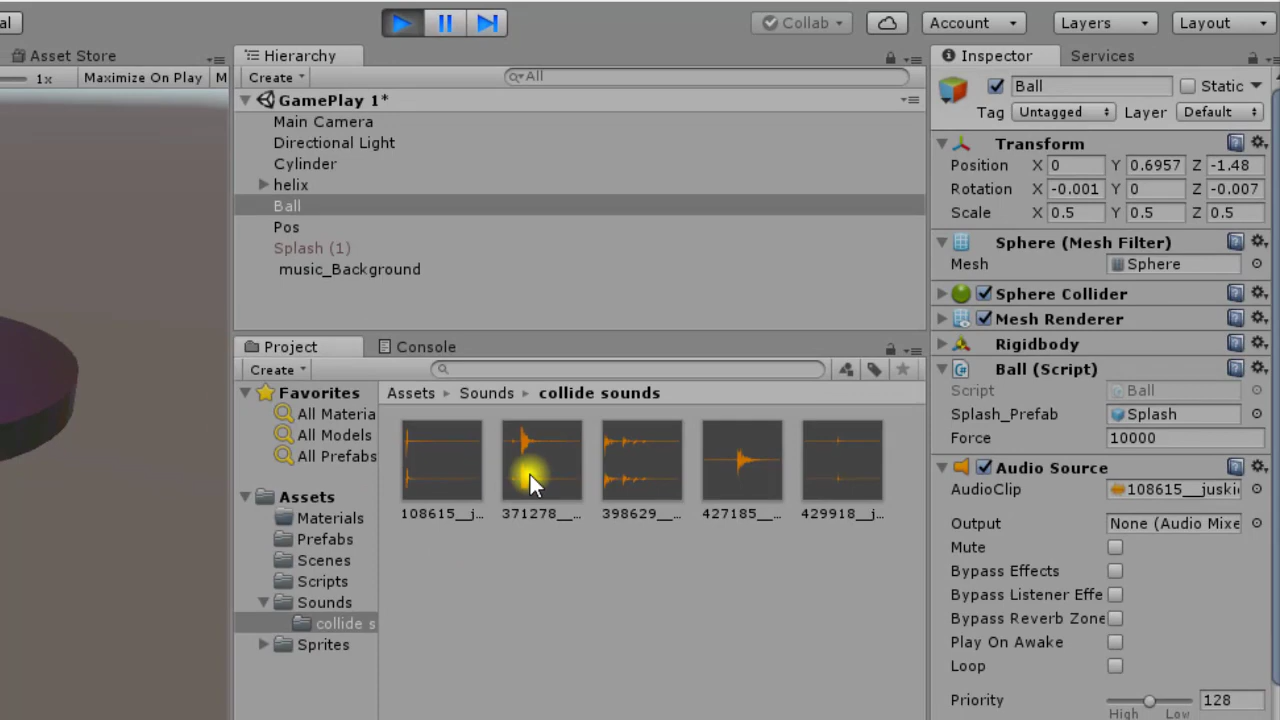 al
Collab
Account
Layers
Layout
Asset Store
Hierarchy
Inspector
Services
1x
Maximize On Play
M
Create
All
Ball
Static
GamePlay 1*
Tag
Untagged
Layer
Default
Main Camera
Directional Light
Transform
Cylinder
Position
X
0
Y
0.6957
Z
-1.48
helix
Rotation
X
-0.001
Y
0
Z
-0.007
Ball
Scale
X
0.5
Y
0.5
Z
0.5
Pos
Splash (1)
Sphere (Mesh Filter)
music_Background
Mesh
Sphere
Sphere Collider
Mesh Renderer
Project
Console
Rigidbody
Create
Ball (Script)
Favorites
Assets
Sounds
collide sounds
Script
Ball
All Materia
Splash_Prefab
Splash
All Models
Force
10000
All Prefabs
Audio Source
AudioClip
108615__juski
Assets
108615__j...
371278__...
398629__...
427185__...
429918__j...
Materials
Output
None (Audio Mixe
Prefabs
Mute
Scenes
Bypass Effects
Scripts
Bypass Listener Effe
Sounds
Bypass Reverb Zone
collide s
Play On Awake
Sprites
Loop
Priority
128
High
Low